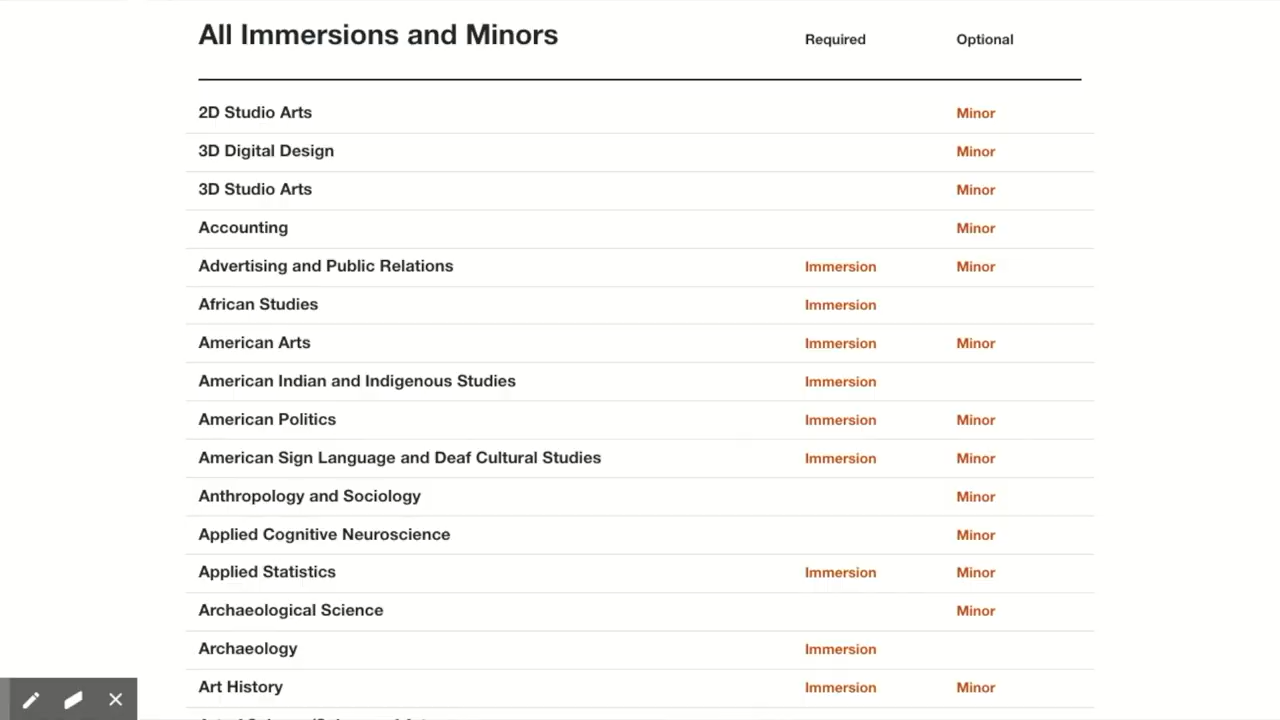 All Immersions and Minors Required Optional
2D Studio Arts Minor
3D Digital Design Minor
3D Studio Arts Minor
Accounting Minor
Advertising and Public Relations Immersion Minor
African Studies Immersion
American Arts Immersion Minor
American Indian and Indigenous Studies Immersion
American Politics Immersion Minor
American Sign Language and Deaf Cultural Studies Immersion Minor
Anthropology and Sociology Minor
Applied Cognitive Neuroscience Minor
Applied Statistics Immersion Minor
Archaeological Science Minor
Archaeology Immersion
Art History Immersion Minor